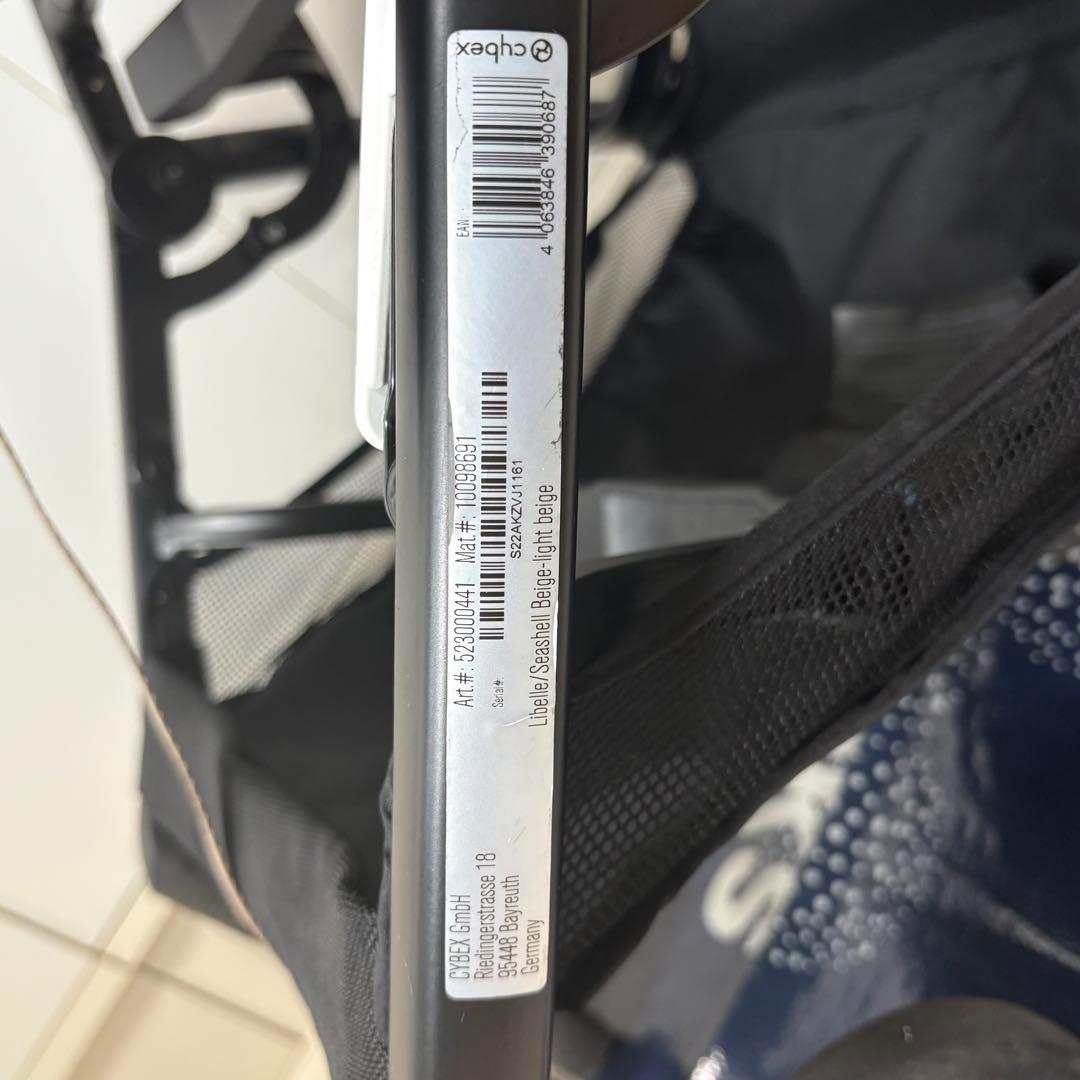 cybex
EAN:
4 063846 390687
Art.#: 523000441 Mat.#: 10098691
Serial#:
S22AKZVJ1161
Libelle/Seashell Beige-light beige
CYBEX GmbH
Riedingerstrasse 18
95448 Bayreuth
Germany